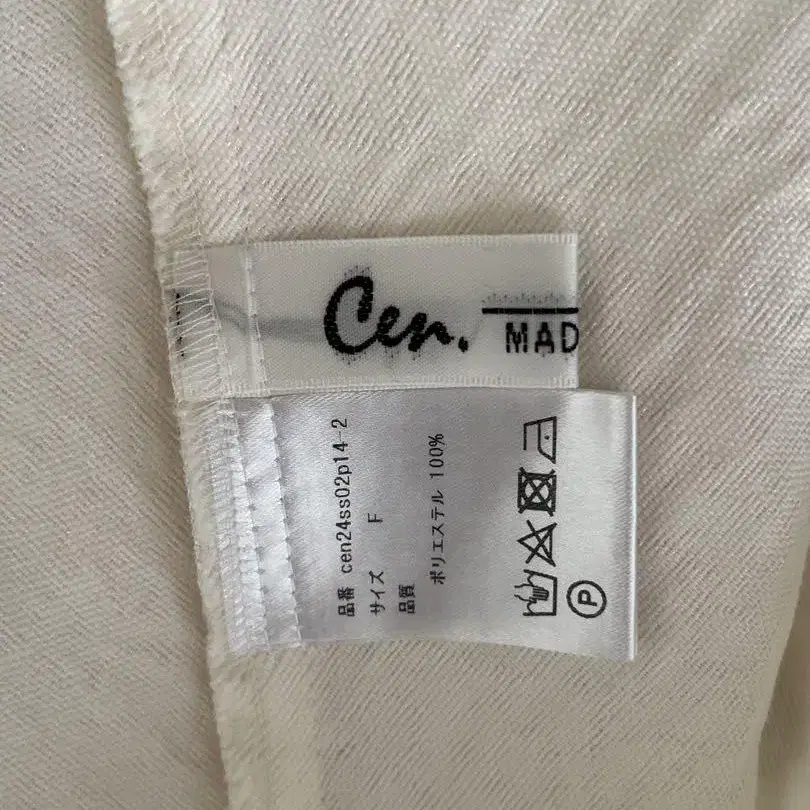 Cen.
MAD
品番 cen24ss02p14-2
サイズ F
品質
ポリエステル 100%
P